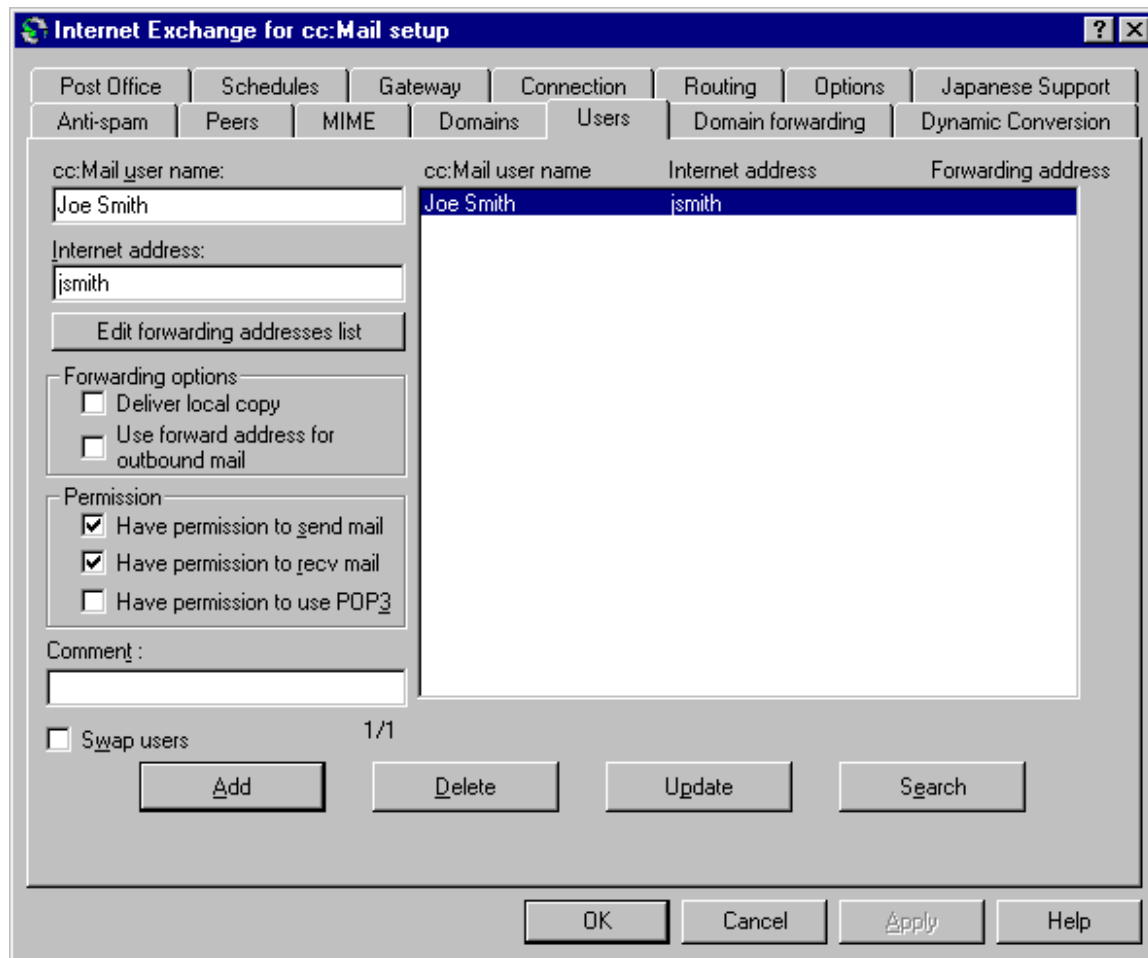 Internet Exchange for cc:Mail setup
Post Office Schedules Gateway Connection Routing Options Japanese Support
Anti-spam Peers MIME Domains Users Domain forwarding Dynamic Conversion
cc:Mail user name:
Joe Smith
Internet address:
jsmith
Edit forwarding addresses list
Forwarding options
Deliver local copy
Use forward address for
outbound mail
Permission
Have permission to send mail
Have permission to recv mail
Have permission to use POP3
Comment :
Swap users
1/1
cc:Mail user name Internet address Forwarding address
Joe Smith jsmith
Add Delete Update Search
OK Cancel Apply Help